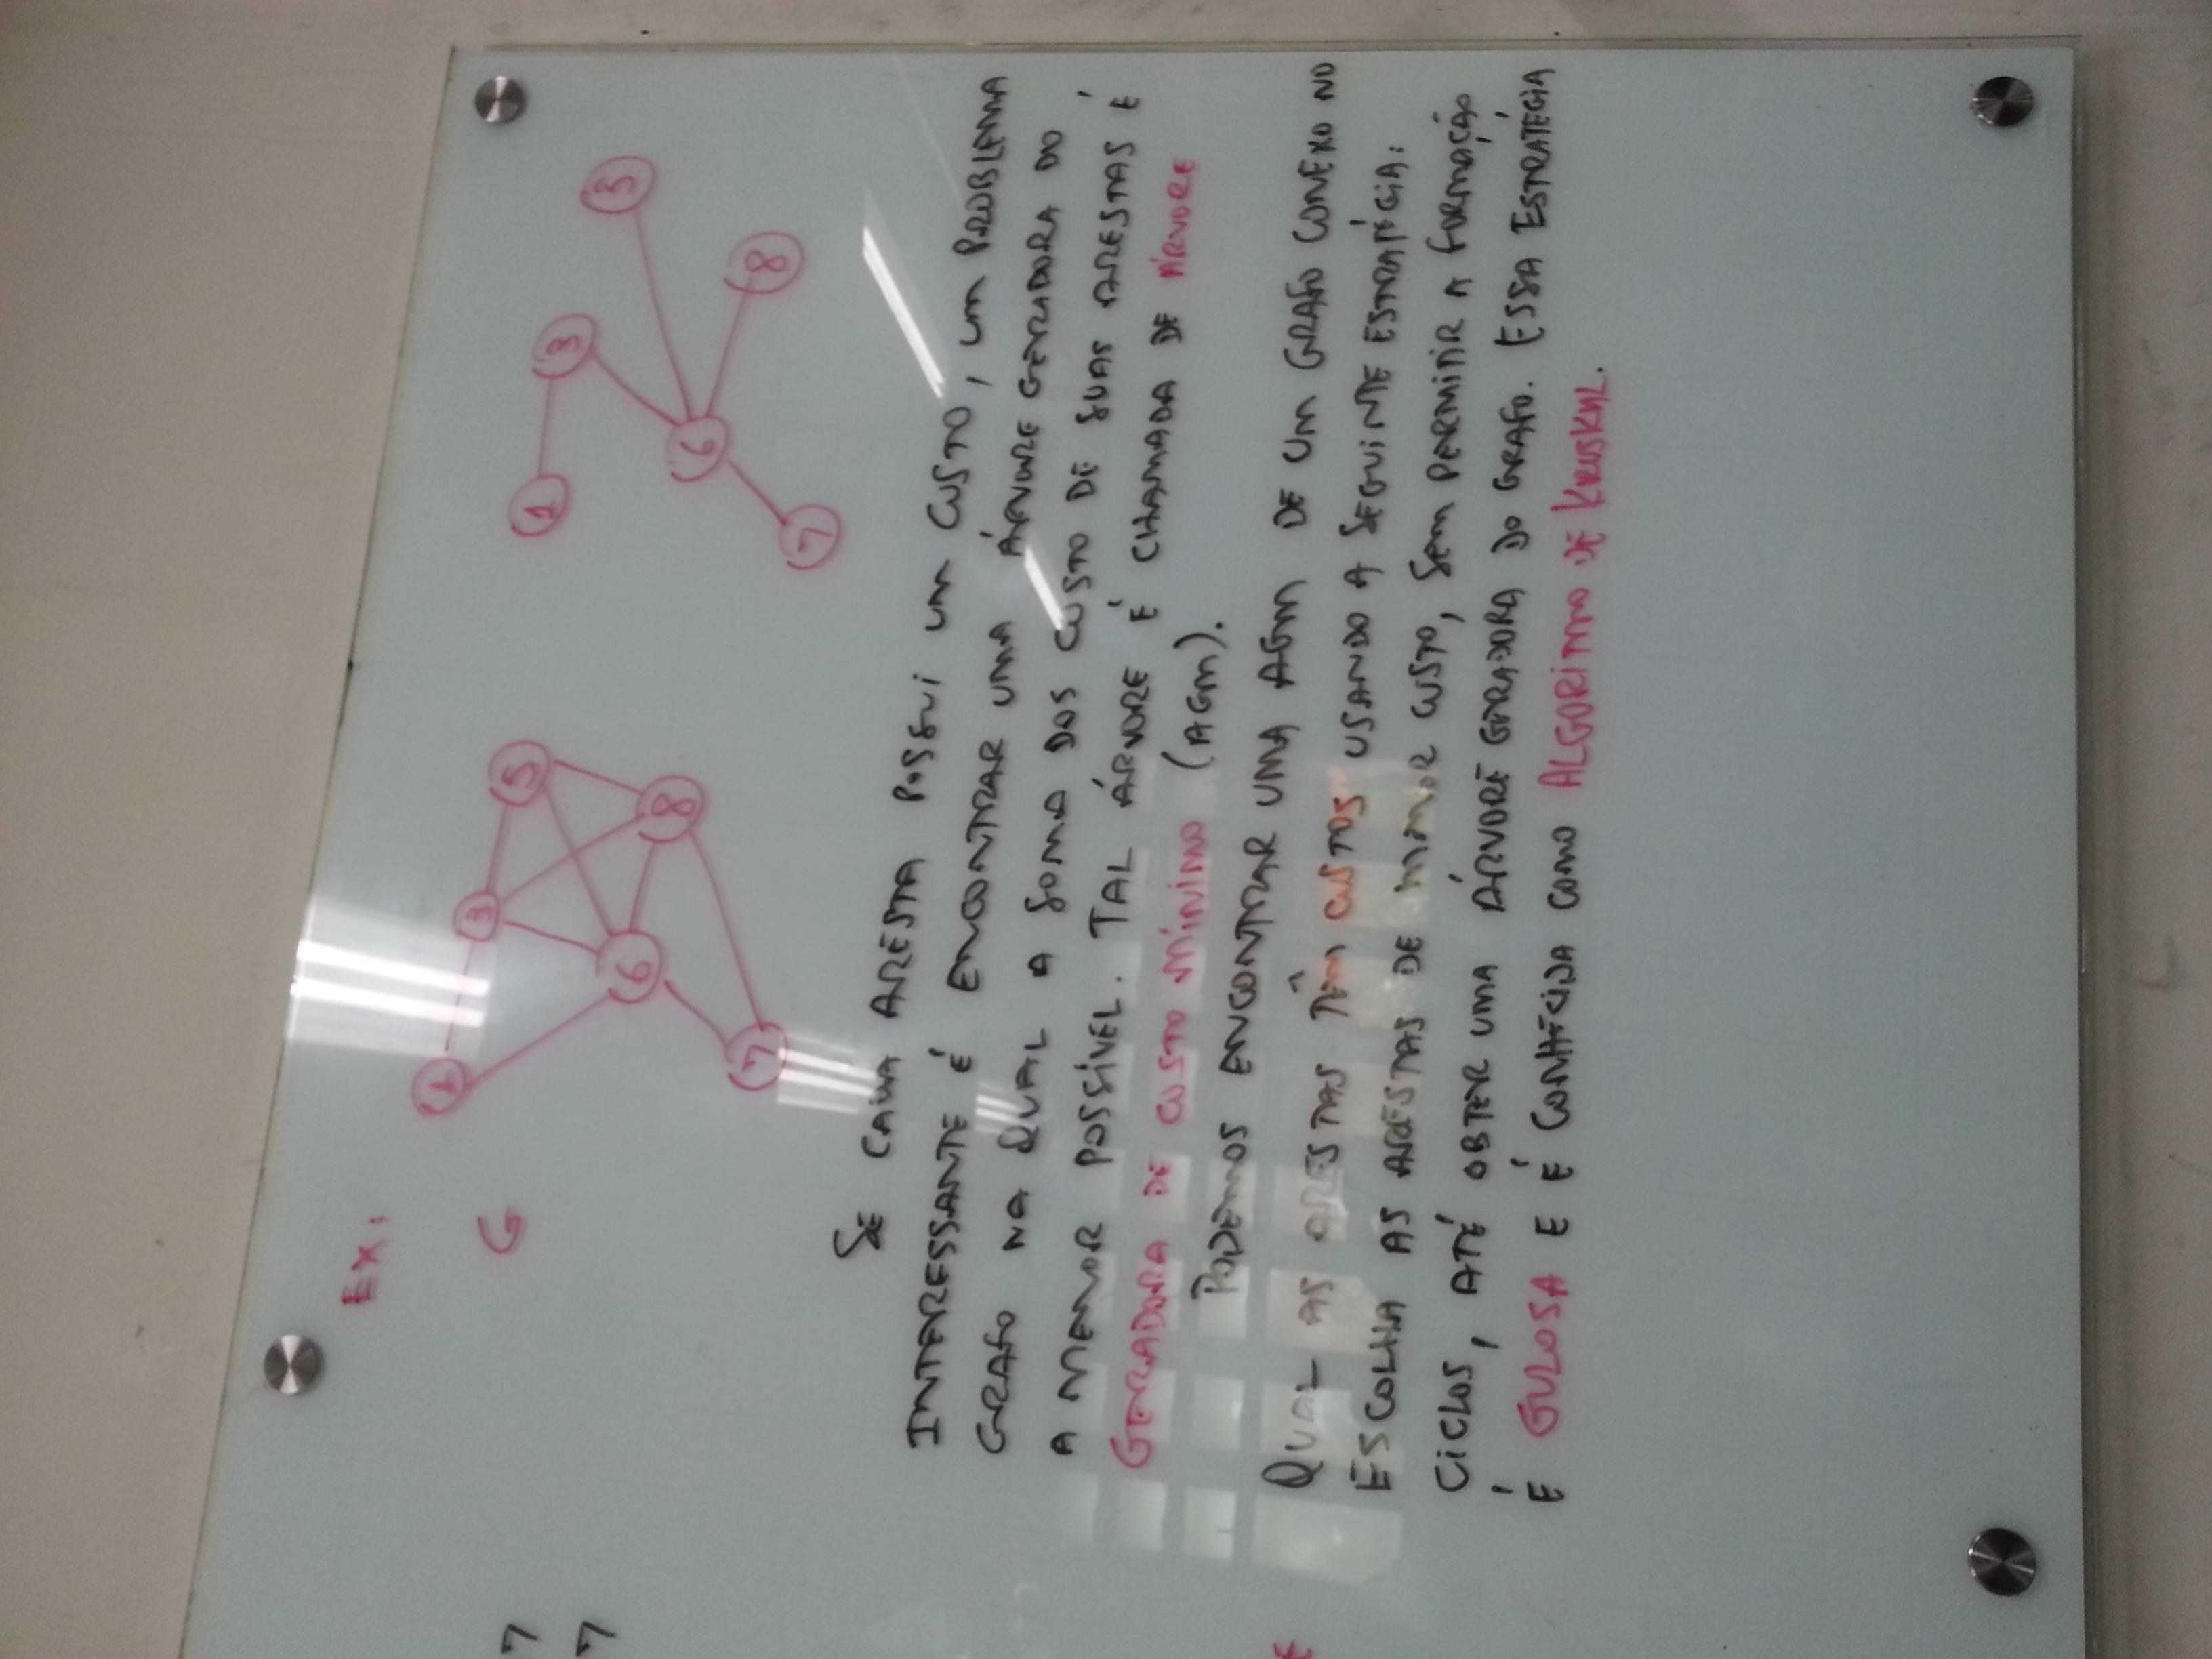 Ex:
G
1
3
5
6
8
7
1
3
5
6
8
7
SE CADA ARESTA POSSUI UM CUSTO, UM PROBLEMA
INTERESSANTE É ENCONTRAR UMA ÁRVORE GERADORA DO
GRAFO NA QUAL A SOMA DOS CUSTO DE SUAS ARESTAS É
A MENOR POSSÍVEL. TAL ÁRVORE É CHAMADA DE ÁRVORE
GERADORA DE CUSTO MÍNIMO (AGM).
PODEMOS ENCONTRAR UMA AGM DE UM GRAFO CONEXO NO
QUAL AS ARESTAS TÊM CUSTOS USANDO A SEGUINTE ESTRATÉGIA:
ESCOLHA AS ARESTAS DE MENOR CUSTO, SEM PERMITIR A FORMAÇÃO
CICLOS, ATÉ OBTER UMA ÁRVORE GERADORA DO GRAFO. ESSA ESTRATÉGIA
É GULOSA E É CONHECIDA COMO ALGORITMO DE KRUSKAL.
7
7
E